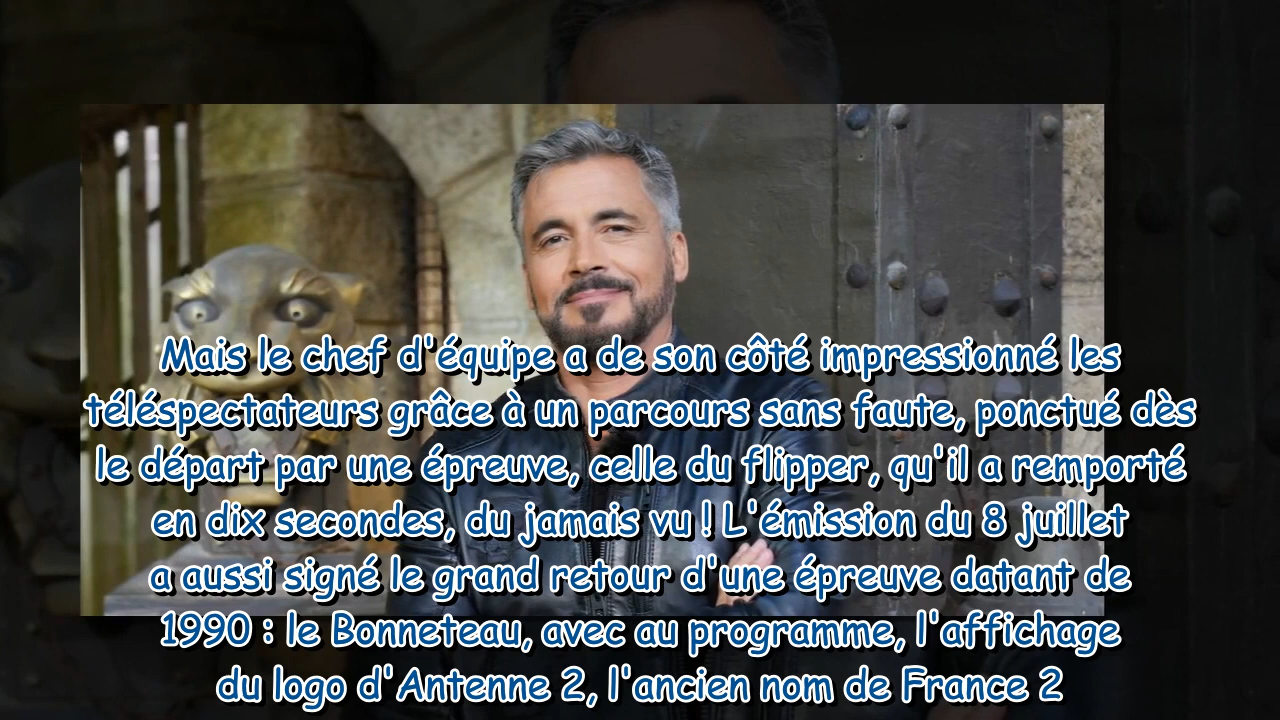 Mais le chef d'équipe a de son côté impressionné les
téléspectateurs grâce à un parcours sans faute, ponctué dès
le départ par une épreuve, celle du flipper, qu'il a remporté
en dix secondes, du jamais vu ! L'émission du 8 juillet
a aussi signé le grand retour d'une épreuve datant de
1990 : le Bonneteau, avec au programme, l'affichage
du logo d'Antenne 2, l'ancien nom de France 2